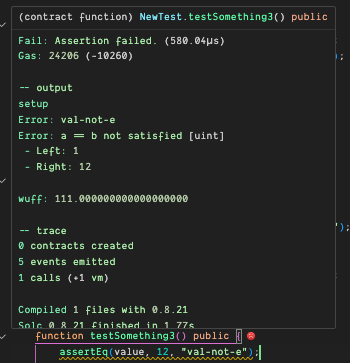 (contract function) NewTest.testSomething3() public
Fail: Assertion failed. (580.04μs)
Gas: 24206 (-10260)
-- output
setup
Error: val-not-e
Error: a == b not satisfied [uint]
- Left: 1
- Right: 12
wuff: 111.000000000000000000
-- trace
0 contracts created
5 events emitted
1 calls (+1 vm)
Compiled 1 files with 0.8.21
Solc 0.8.21 finished in 1.77s
function testSomething3() public {
assertEq(value, 12, "val-not-e");